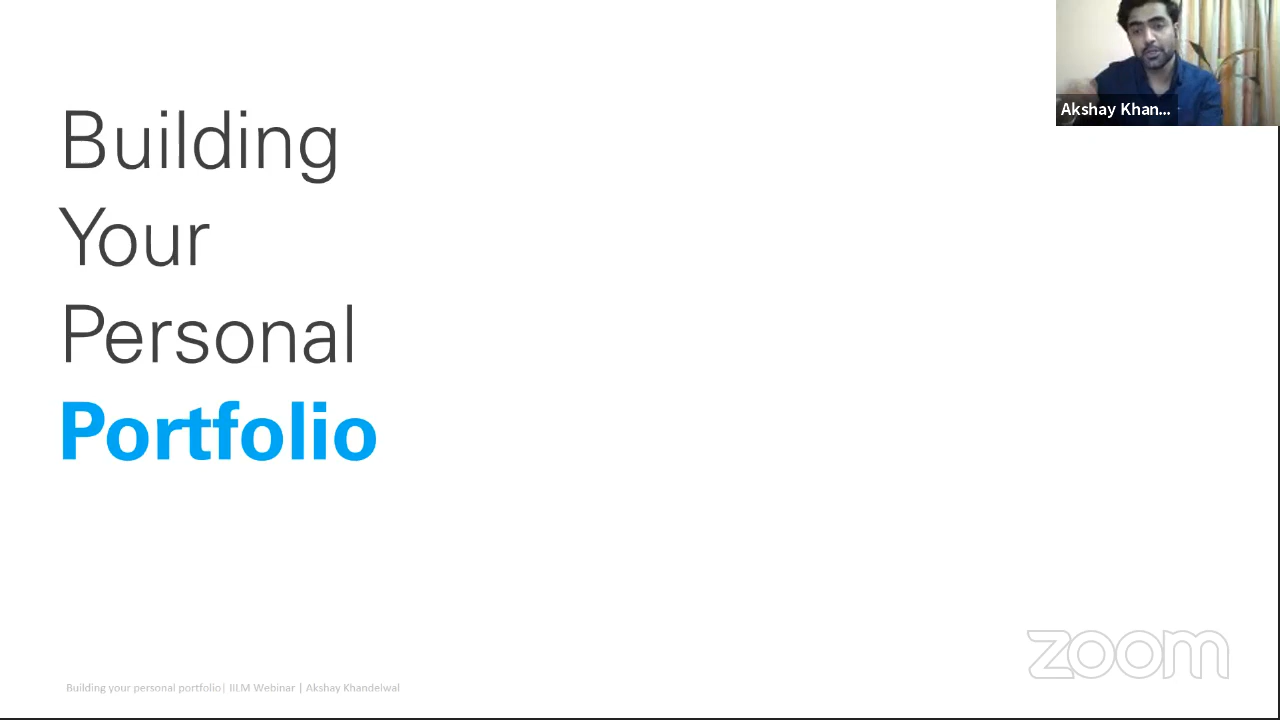 Building
Your
Personal
Portfolio
Akshay Khan...
zoom
Building your personal portfolio| IILM Webinar | Akshay Khandelwal